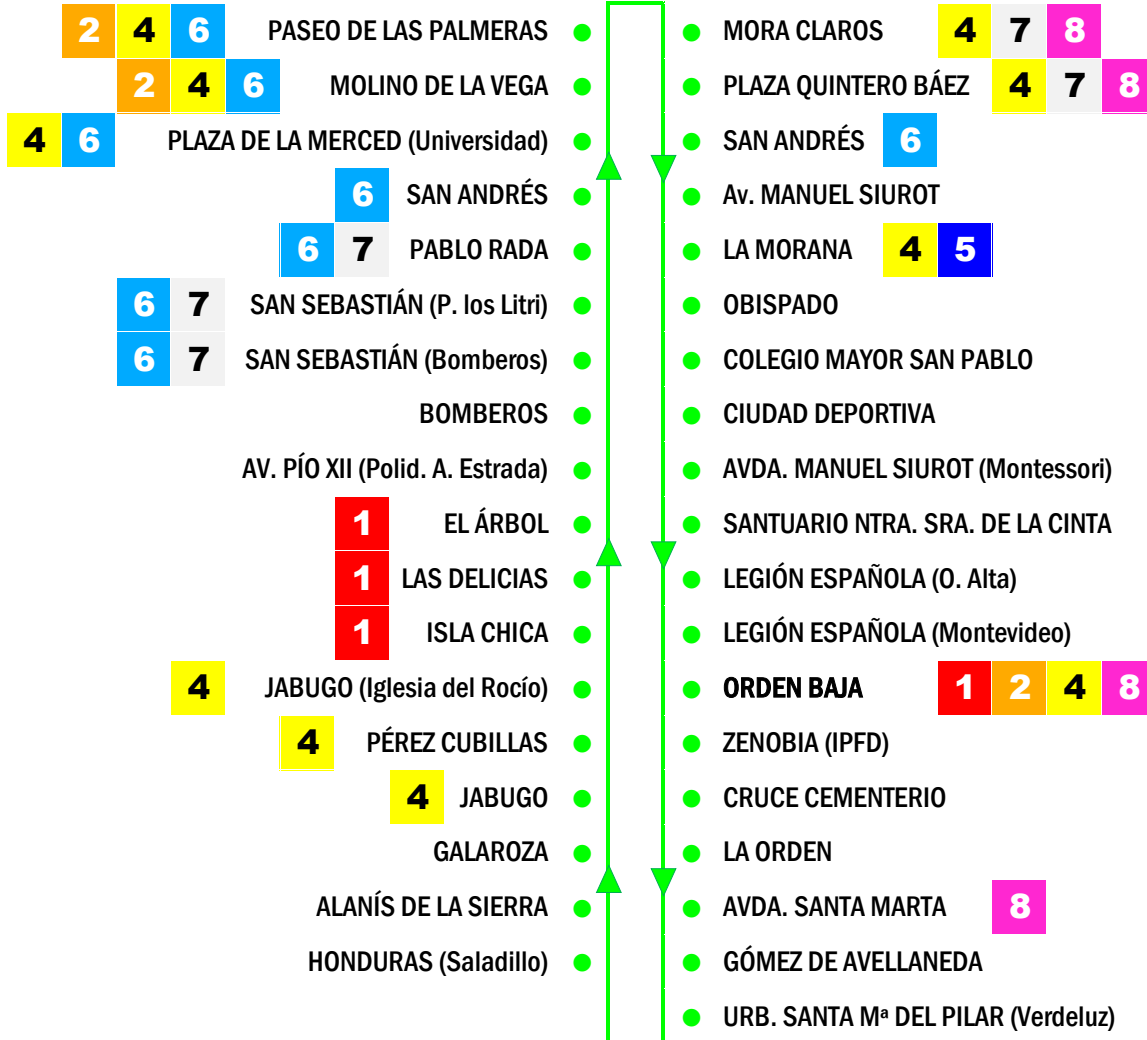 2 4 6 PASEO DE LAS PALMERAS
2 4 6 MOLINO DE LA VEGA
4 6 PLAZA DE LA MERCED (Universidad)
6 SAN ANDRÉS
6 7 PABLO RADA
6 7 SAN SEBASTIÁN (P. los Litri)
6 7 SAN SEBASTIÁN (Bomberos)
BOMBEROS
AV. PÍO XII (Polid. A. Estrada)
1 EL ÁRBOL
1 LAS DELICIAS
1 ISLA CHICA
4 JABUGO (Iglesia del Rocío)
4 PÉREZ CUBILLAS
4 JABUGO
GALAROZA
ALANÍS DE LA SIERRA
HONDURAS (Saladillo)
MORA CLAROS 4 7 8
PLAZA QUINTERO BÁEZ 4 7 8
SAN ANDRÉS 6
Av. MANUEL SIUROT
LA MORANA 4 5
OBISPADO
COLEGIO MAYOR SAN PABLO
CIUDAD DEPORTIVA
AVDA. MANUEL SIUROT (Montessori)
SANTUARIO NTRA. SRA. DE LA CINTA
LEGIÓN ESPAÑOLA (O. Alta)
LEGIÓN ESPAÑOLA (Montevideo)
ORDEN BAJA 1 2 4 8
ZENOBIA (IPFD)
CRUCE CEMENTERIO
LA ORDEN
AVDA. SANTA MARTA 8
GÓMEZ DE AVELLANEDA
URB. SANTA Mª DEL PILAR (Verdeluz)